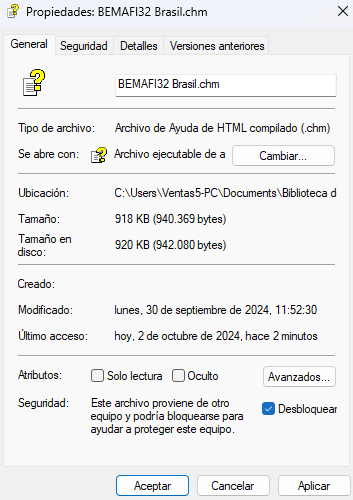 Propiedades: BEMAFI32 Brasil.chm
General Seguridad Detalles Versiones anteriores
BEMAFI32 Brasil.chm
Tipo de archivo: Archivo de Ayuda de HTML compilado (.chm)
Se abre con: Archivo ejecutable de a Cambiar...
Ubicación: C:\Users\Ventas5-PC\Documents\Biblioteca d
Tamaño: 918 KB (940.369 bytes)
Tamaño en
disco: 920 KB (942.080 bytes)
Creado:
Modificado: lunes, 30 de septiembre de 2024, 11:52:30
Último acceso: hoy, 2 de octubre de 2024, hace 2 minutos
Atributos: Solo lectura Oculto Avanzados...
Seguridad: Este archivo proviene de otro
equipo y podría bloquearse para
ayudar a proteger este equipo.
Desbloquear
Aceptar Cancelar Aplicar